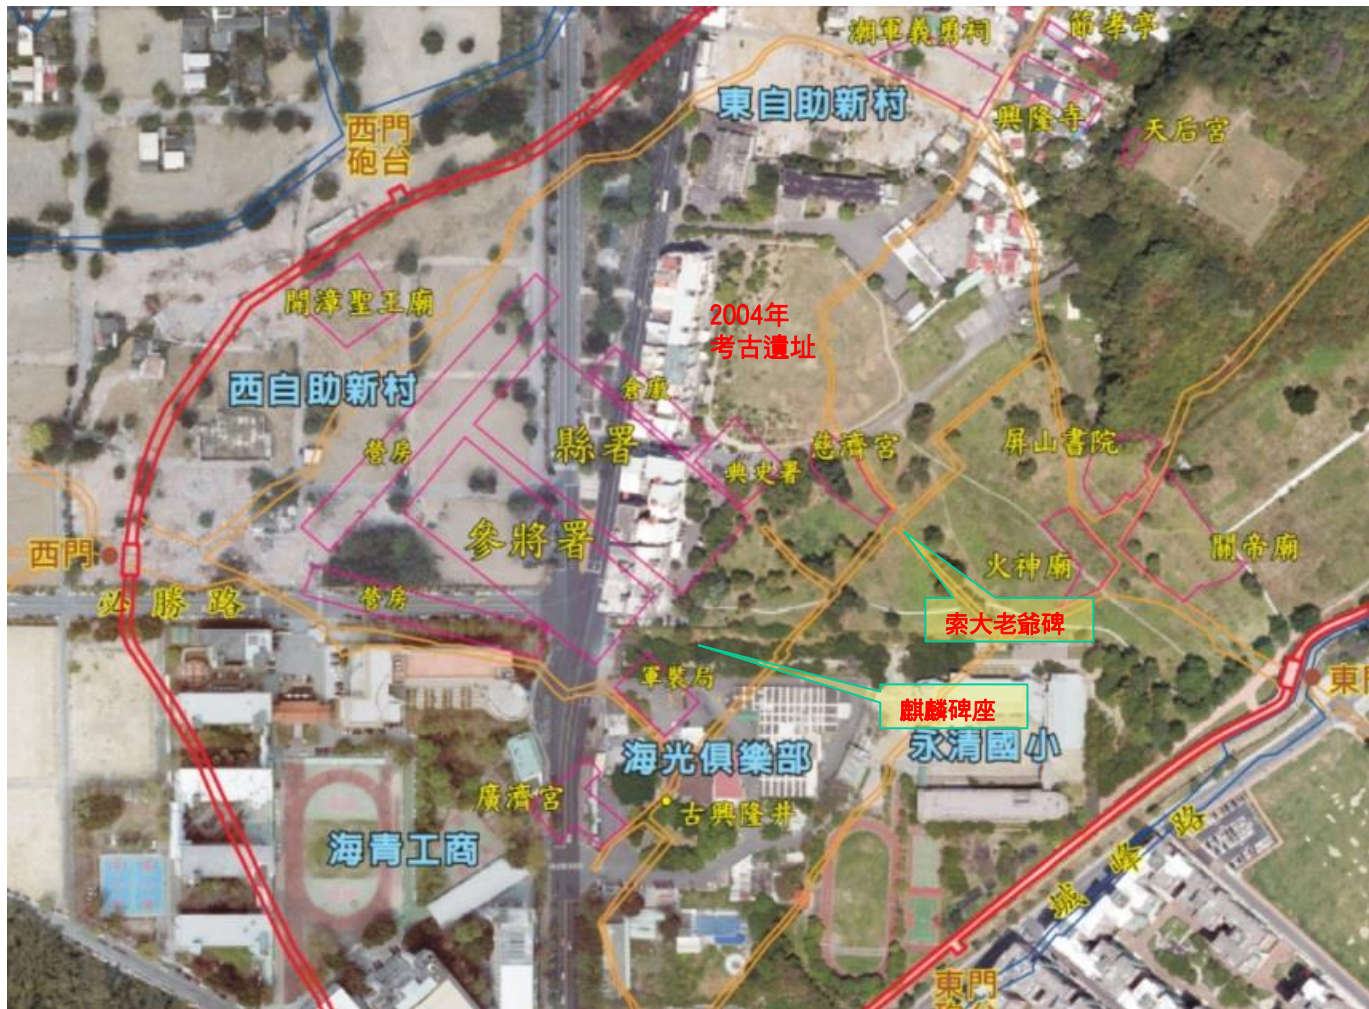 潮軍義勇祠
節孝亭
東自助新村
興隆寺
天后宮
西門
砲台
開漳聖王廟
2004年
考古遺址
西自助新村
倉廒
營房
縣署
典史署
慈濟宮
屏山書院
參將署
西門
火神廟
關帝廟
必勝路
營房
索大老爺碑
軍裝局
東門
麒麟碑座
海光俱樂部
永清國小
廣濟宮
古興隆井
海青工商
城峰路
東門